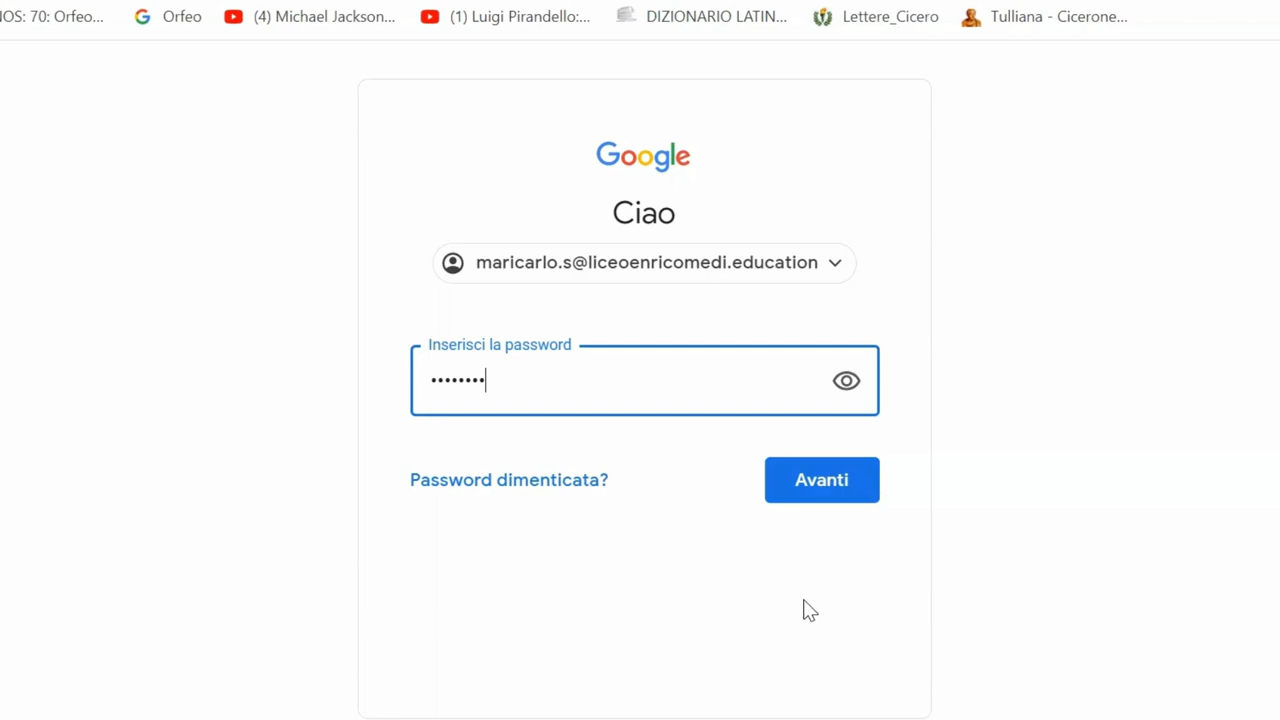 NOS: 70: Orfeo... Orfeo (4) Michael Jackson... (1) Luigi Pirandello:... DIZIONARIO LATIN... Lettere_Cicero Tulliana - Cicerone...
Google
Ciao
maricarlo.s@liceoenricomedi.education
Inserisci la password
••••••••
Password dimenticata? Avanti